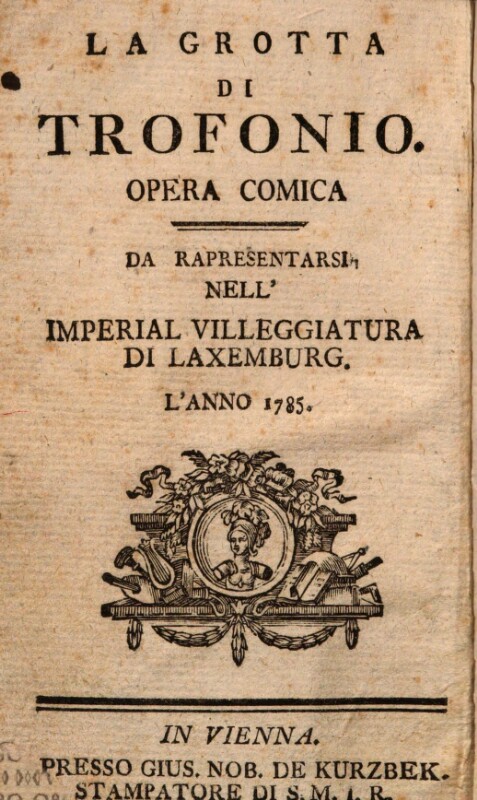 LA GROTTA
DI
TROFONIO.
OPERA COMICA
DA RAPRESENTARSI
NELL'
IMPERIAL VILLEGGIATURA
DI LAXEMBURG.
L'ANNO 1785.
IN VIENNA.
PRESSO GIUS. NOB. DE KURZBEK.
STAMPATORE DI S. M. I. R.